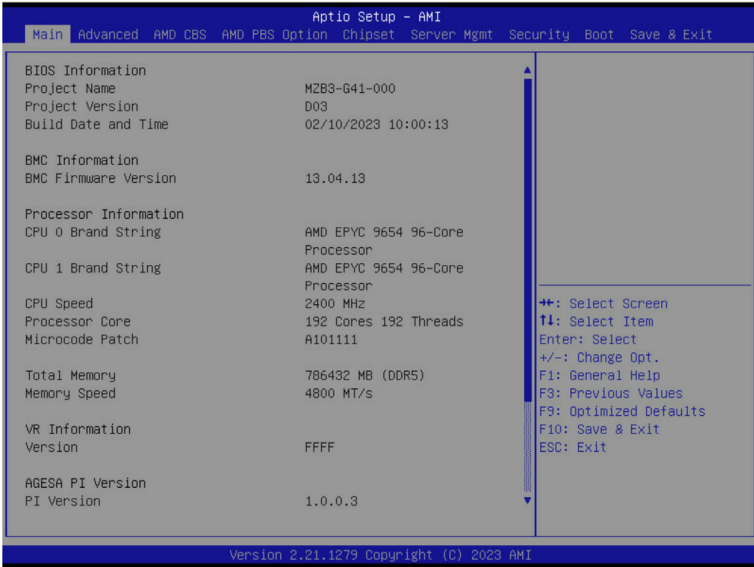 Aptio Setup – AMI
Main Advanced AMD CBS AMD PBS Option Chipset Server Mgmt Security Boot Save & Exit
BIOS Information
Project Name MZB3-G41-000
Project Version D03
Build Date and Time 02/10/2023 10:00:13
BMC Information
BMC Firmware Version 13.04.13
Processor Information
CPU 0 Brand String AMD EPYC 9654 96-Core
Processor
CPU 1 Brand String AMD EPYC 9654 96-Core
Processor
CPU Speed 2400 MHz
Processor Core 192 Cores 192 Threads
Microcode Patch A101111
Total Memory 786432 MB (DDR5)
Memory Speed 4800 MT/s
VR Information
Version FFFF
AGESA PI Version
PI Version 1.0.0.3
→←: Select Screen
↑↓: Select Item
Enter: Select
+/-: Change Opt.
F1: General Help
F3: Previous Values
F9: Optimized Defaults
F10: Save & Exit
ESC: Exit
Version 2.21.1279 Copyright (C) 2023 AMI